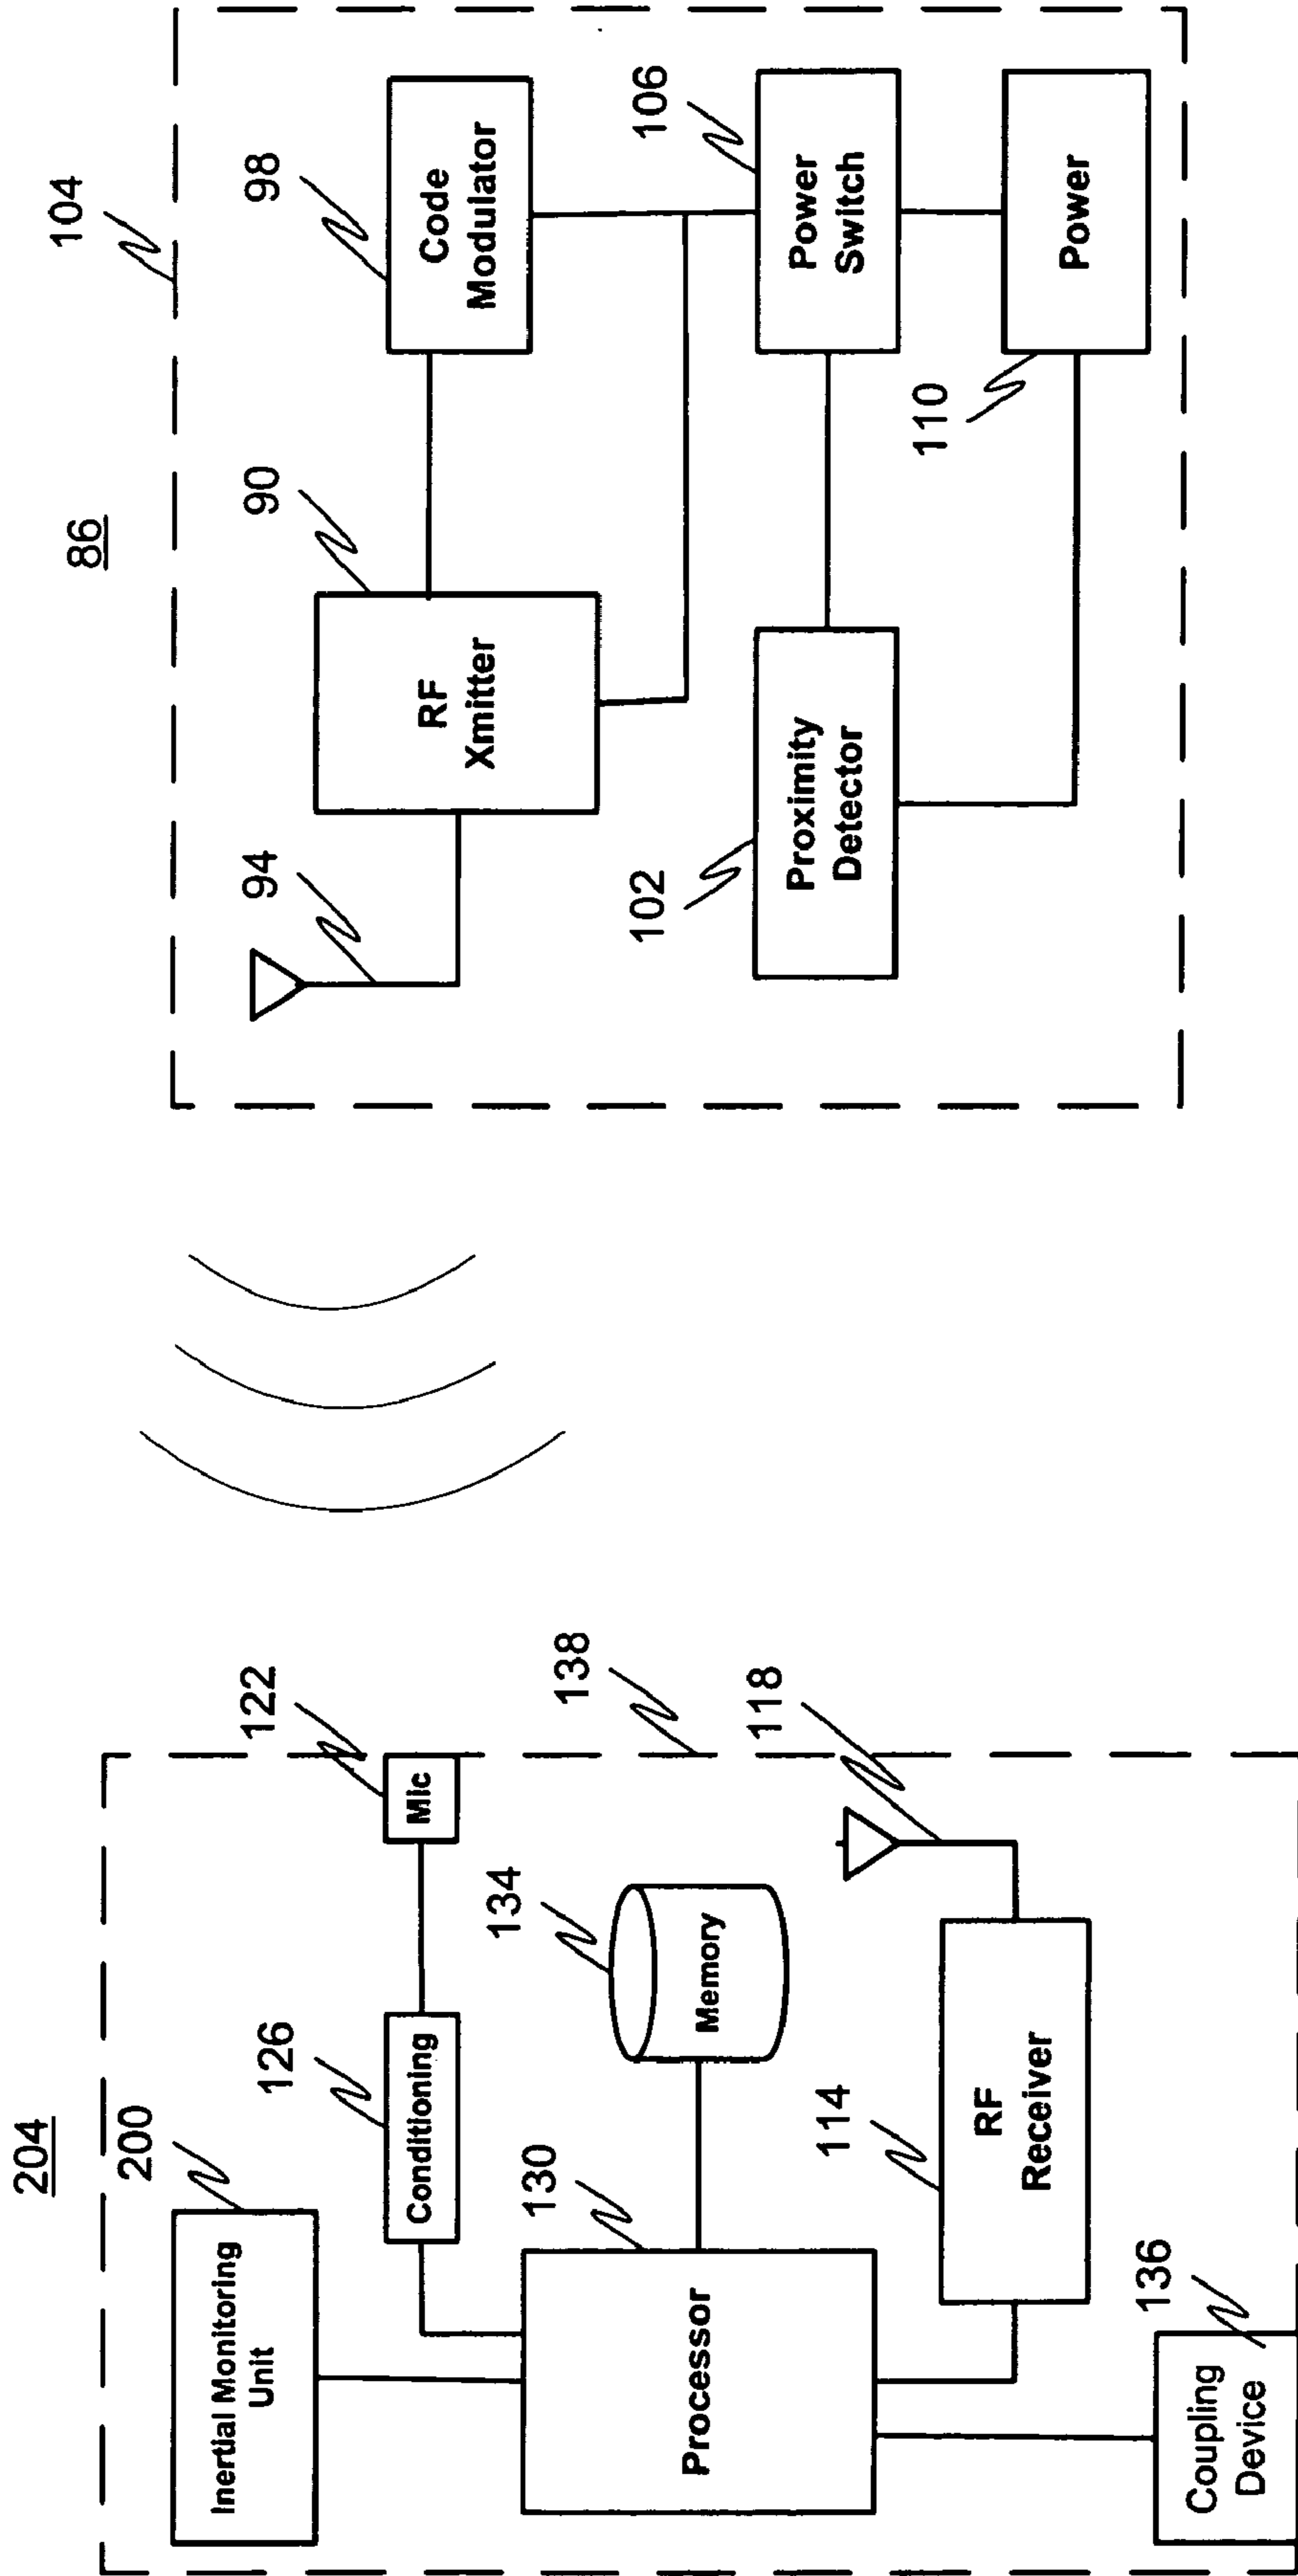 204
200
Inertial Monitoring
Unit
126
Conditioning
122
Mic
130
Processor
134
Memory
138
114
RF
Receiver
118
136
Coupling
Device
86
104
94
90
RF
Xmitter
98
Code
Modulator
102
Proximity
Detector
106
Power
Switch
110
Power